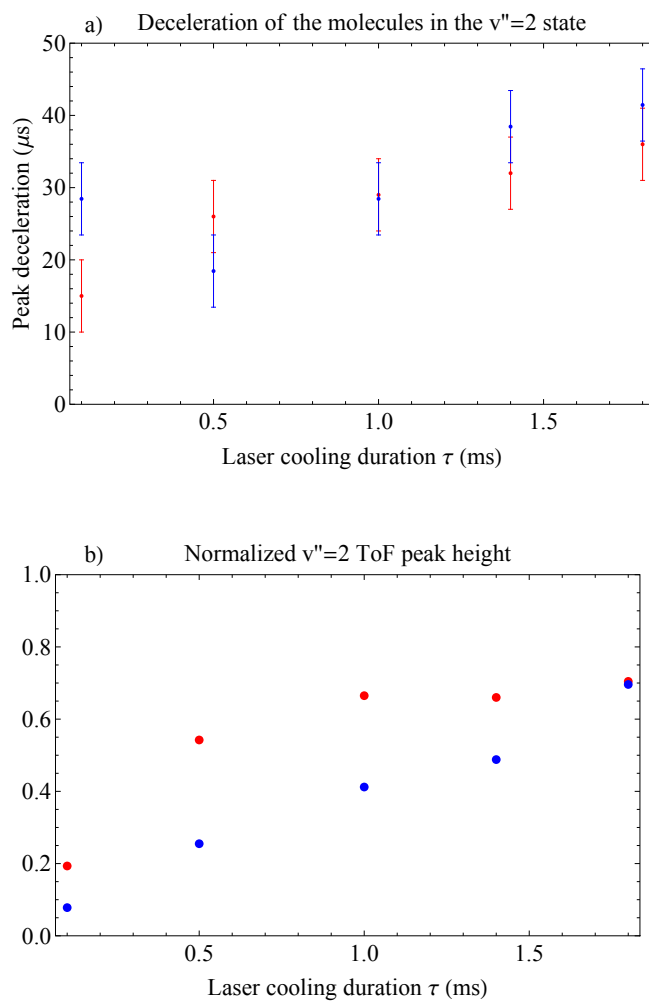 a) Deceleration of the molecules in the v"=2 state
Peak deceleration (μs)
50
40
30
20
10
0
0.5 1.0 1.5
Laser cooling duration τ (ms)
b) Normalized v"=2 ToF peak height
1.0
0.8
0.6
0.4
0.2
0.0
0.5 1.0 1.5
Laser cooling duration τ (ms)